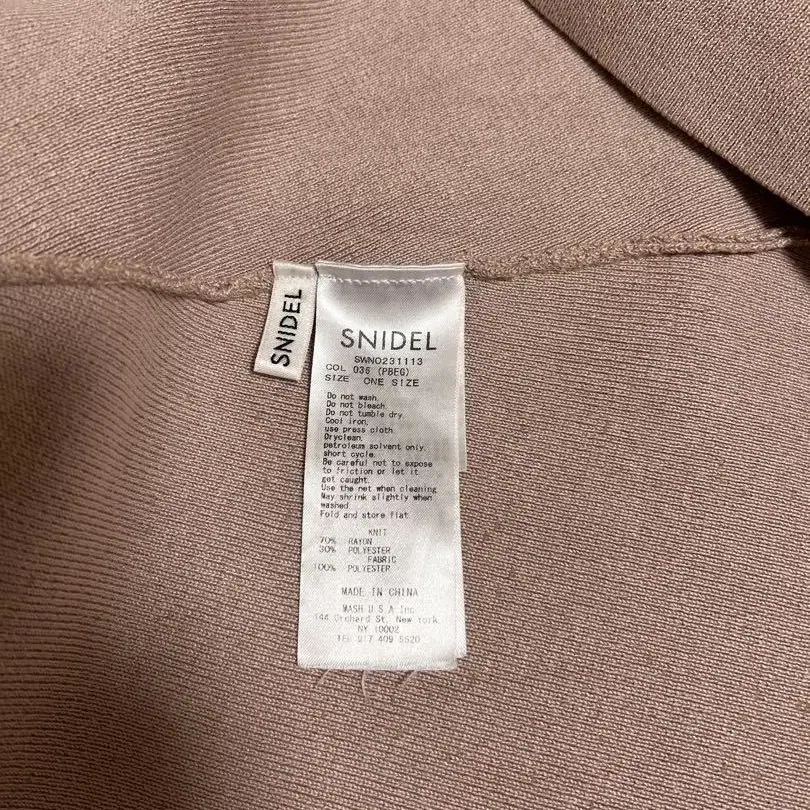 SNIDEL
SNIDEL
SWNO231113
COL 036 (PBEG)
SIZE ONE SIZE
Do not wash.
Do not bleach.
Do not tumble dry.
Cool iron,
use press cloth.
Dryclean,
petroleum solvent only,
short cycle.
Be careful not to expose
to friction or let it
get caught.
Use the net when cleaning
May shrink slightly when
washed.
Fold and store flat
KNIT
70% RAYON
30% POLYESTER
FABRIC
100% POLYESTER
MADE IN CHINA
MASH U S A Inc.
144 Orchard St. New York
NY 10002
TEL 917 409 5520